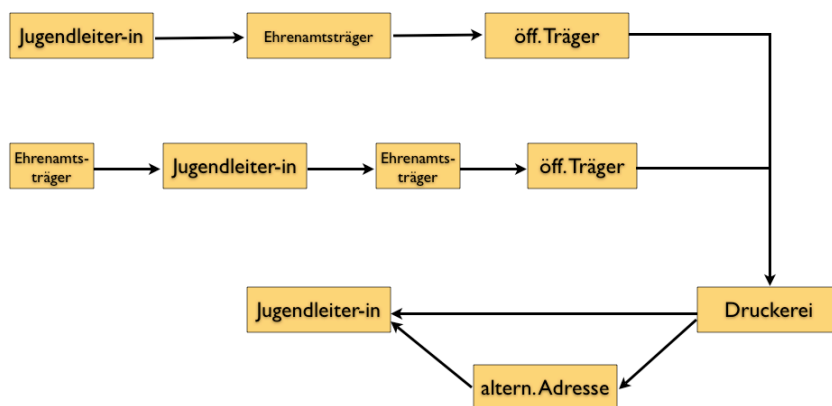 Jugendleiter-in
Ehrenamtsträger
öff. Träger
Ehrenamts-
träger
Jugendleiter-in
Ehrenamts-
träger
öff. Träger
Jugendleiter-in
Druckerei
altern. Adresse